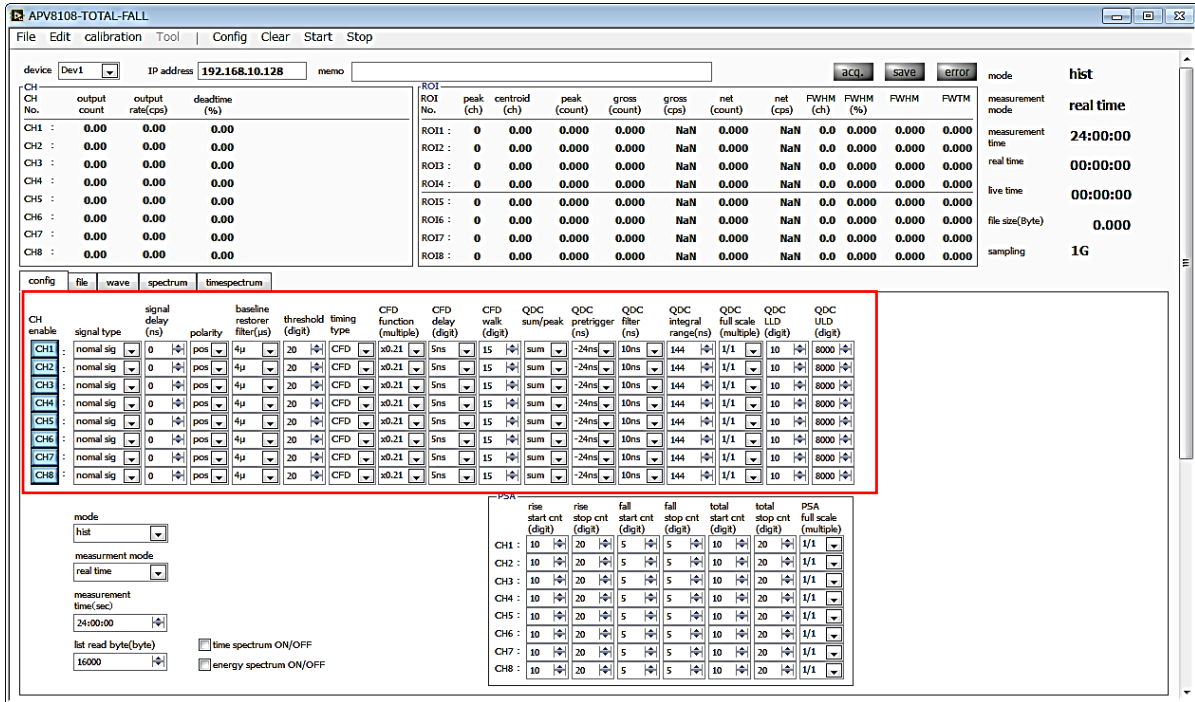 APV8108-TOTAL-FALL
File Edit calibration Tool | Config Clear Start Stop
device Dev1 IP address 192.168.10.128 memo acq. save error mode hist
CH
CH No. output count output rate(cps) deadtime (%)
CH1 : 0.00 0.00 0.00
CH2 : 0.00 0.00 0.00
CH3 : 0.00 0.00 0.00
CH4 : 0.00 0.00 0.00
CH5 : 0.00 0.00 0.00
CH6 : 0.00 0.00 0.00
CH7 : 0.00 0.00 0.00
CH8 : 0.00 0.00 0.00
ROI
ROI No. peak (ch) centroid (ch) peak (count) gross (count) gross (cps) net (count) net (cps) FWHM (ch) FWHM (%) FWHM FWTM
ROI1 : 0 0.00 0.000 0.000 NaN 0.000 NaN 0.0 0.000 0.000 0.000
ROI2 : 0 0.00 0.000 0.000 NaN 0.000 NaN 0.0 0.000 0.000 0.000
ROI3 : 0 0.00 0.000 0.000 NaN 0.000 NaN 0.0 0.000 0.000 0.000
ROI4 : 0 0.00 0.000 0.000 NaN 0.000 NaN 0.0 0.000 0.000 0.000
ROI5 : 0 0.00 0.000 0.000 NaN 0.000 NaN 0.0 0.000 0.000 0.000
ROI6 : 0 0.00 0.000 0.000 NaN 0.000 NaN 0.0 0.000 0.000 0.000
ROI7 : 0 0.00 0.000 0.000 NaN 0.000 NaN 0.0 0.000 0.000 0.000
ROI8 : 0 0.00 0.000 0.000 NaN 0.000 NaN 0.0 0.000 0.000 0.000
measurement mode real time
measurement time 24:00:00
real time 00:00:00
live time 00:00:00
file size(Byte) 0.000
sampling 1G
config file wave spectrum timespectrum
CH enable signal type signal delay (ns) polarity baseline restorer filter(μs) threshold (digit) timing type CFD function (multiple) CFD delay (digit) CFD walk (digit) QDC sum/peak QDC pretrigger (ns) QDC filter (ns) QDC integral range(ns) QDC full scale (multiple) QDC LLD (digit) QDC ULD (digit)
CH1 : nomal sig 0 pos 4μ 20 CFD x0.21 5ns 15 sum -24ns 10ns 144 1/1 10 8000
CH2 : nomal sig 0 pos 4μ 20 CFD x0.21 5ns 15 sum -24ns 10ns 144 1/1 10 8000
CH3 : nomal sig 0 pos 4μ 20 CFD x0.21 5ns 15 sum -24ns 10ns 144 1/1 10 8000
CH4 : nomal sig 0 pos 4μ 20 CFD x0.21 5ns 15 sum -24ns 10ns 144 1/1 10 8000
CH5 : nomal sig 0 pos 4μ 20 CFD x0.21 5ns 15 sum -24ns 10ns 144 1/1 10 8000
CH6 : nomal sig 0 pos 4μ 20 CFD x0.21 5ns 15 sum -24ns 10ns 144 1/1 10 8000
CH7 : nomal sig 0 pos 4μ 20 CFD x0.21 5ns 15 sum -24ns 10ns 144 1/1 10 8000
CH8 : nomal sig 0 pos 4μ 20 CFD x0.21 5ns 15 sum -24ns 10ns 144 1/1 10 8000
mode
hist
measurment mode
real time
measurement
time(sec)
24:00:00
list read byte(byte)
16000
time spectrum ON/OFF
energy spectrum ON/OFF
PSA
rise start cnt (digit) rise stop cnt (digit) fall start cnt (digit) fall stop cnt (digit) total start cnt (digit) total stop cnt (digit) PSA full scale (multiple)
CH1 : 10 20 5 5 10 20 1/1
CH2 : 10 20 5 5 10 20 1/1
CH3 : 10 20 5 5 10 20 1/1
CH4 : 10 20 5 5 10 20 1/1
CH5 : 10 20 5 5 10 20 1/1
CH6 : 10 20 5 5 10 20 1/1
CH7 : 10 20 5 5 10 20 1/1
CH8 : 10 20 5 5 10 20 1/1